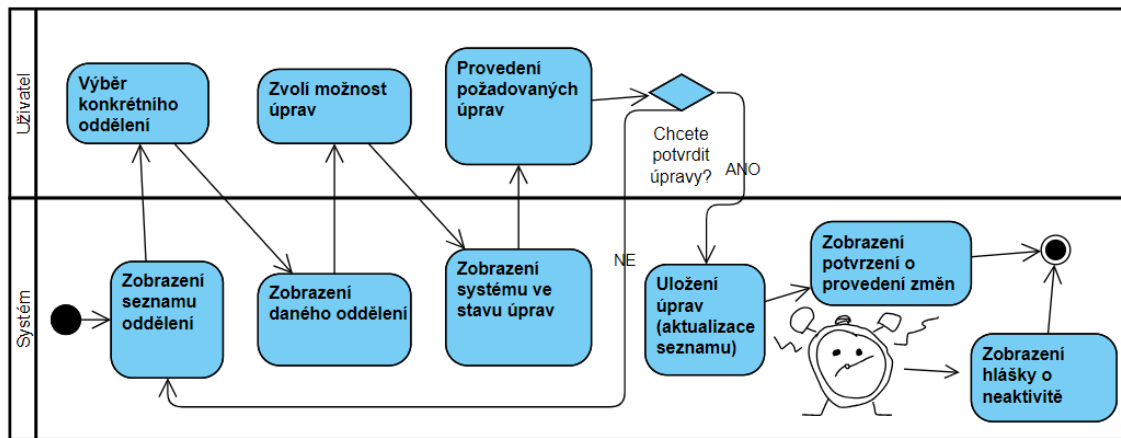 Uživatel
Výběr
konkrétního
oddělení
Zvolí možnost
úprav
Provedení
požadovaných
úprav
Chcete
potvrdit
úpravy?
ANO
NE
Systém
Zobrazení
seznamu
oddělení
Zobrazení
daného oddělení
Zobrazení
systému ve
stavu úprav
Uložení
úprav
(aktualizace
seznamu)
Zobrazení
potvrzení o
provedení změn
Zobrazení
hlášky o
neaktivitě